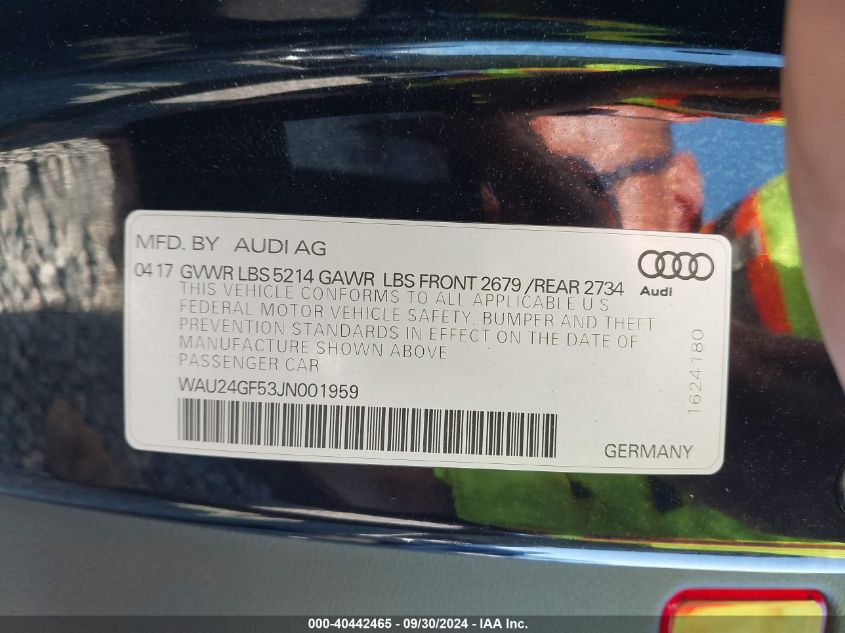 MFD. BY AUDI AG
0417 GVWR LBS 5214 GAWR LBS FRONT 2679 /REAR 2734
THIS VEHICLE CONFORMS TO ALL APPLICABLE U S
FEDERAL MOTOR VEHICLE SAFETY, BUMPER AND THEFT
PREVENTION STANDARDS IN EFFECT ON THE DATE OF
MANUFACTURE SHOWN ABOVE
PASSENGER CAR
WAU24GF53JN001959
Audi
1624180
GERMANY
000-40442465 - 09/30/2024 - IAA Inc.